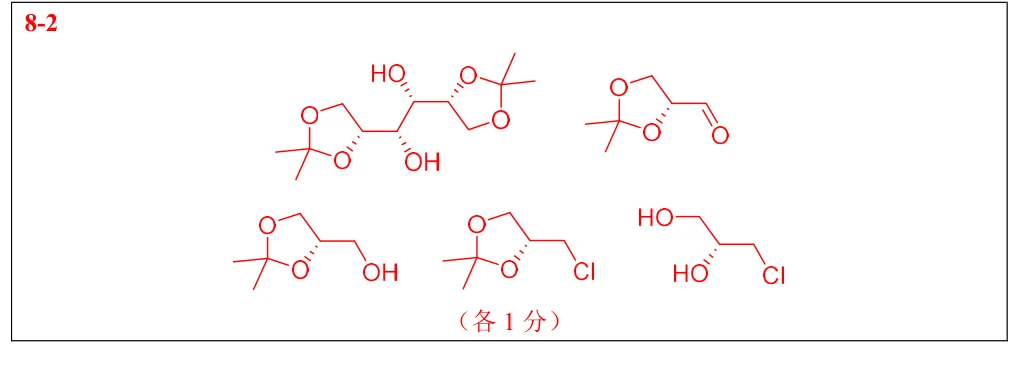 8-2
HO O
O O O
O OH O O
O O HO
O OH O Cl HO Cl
（各 1 分）